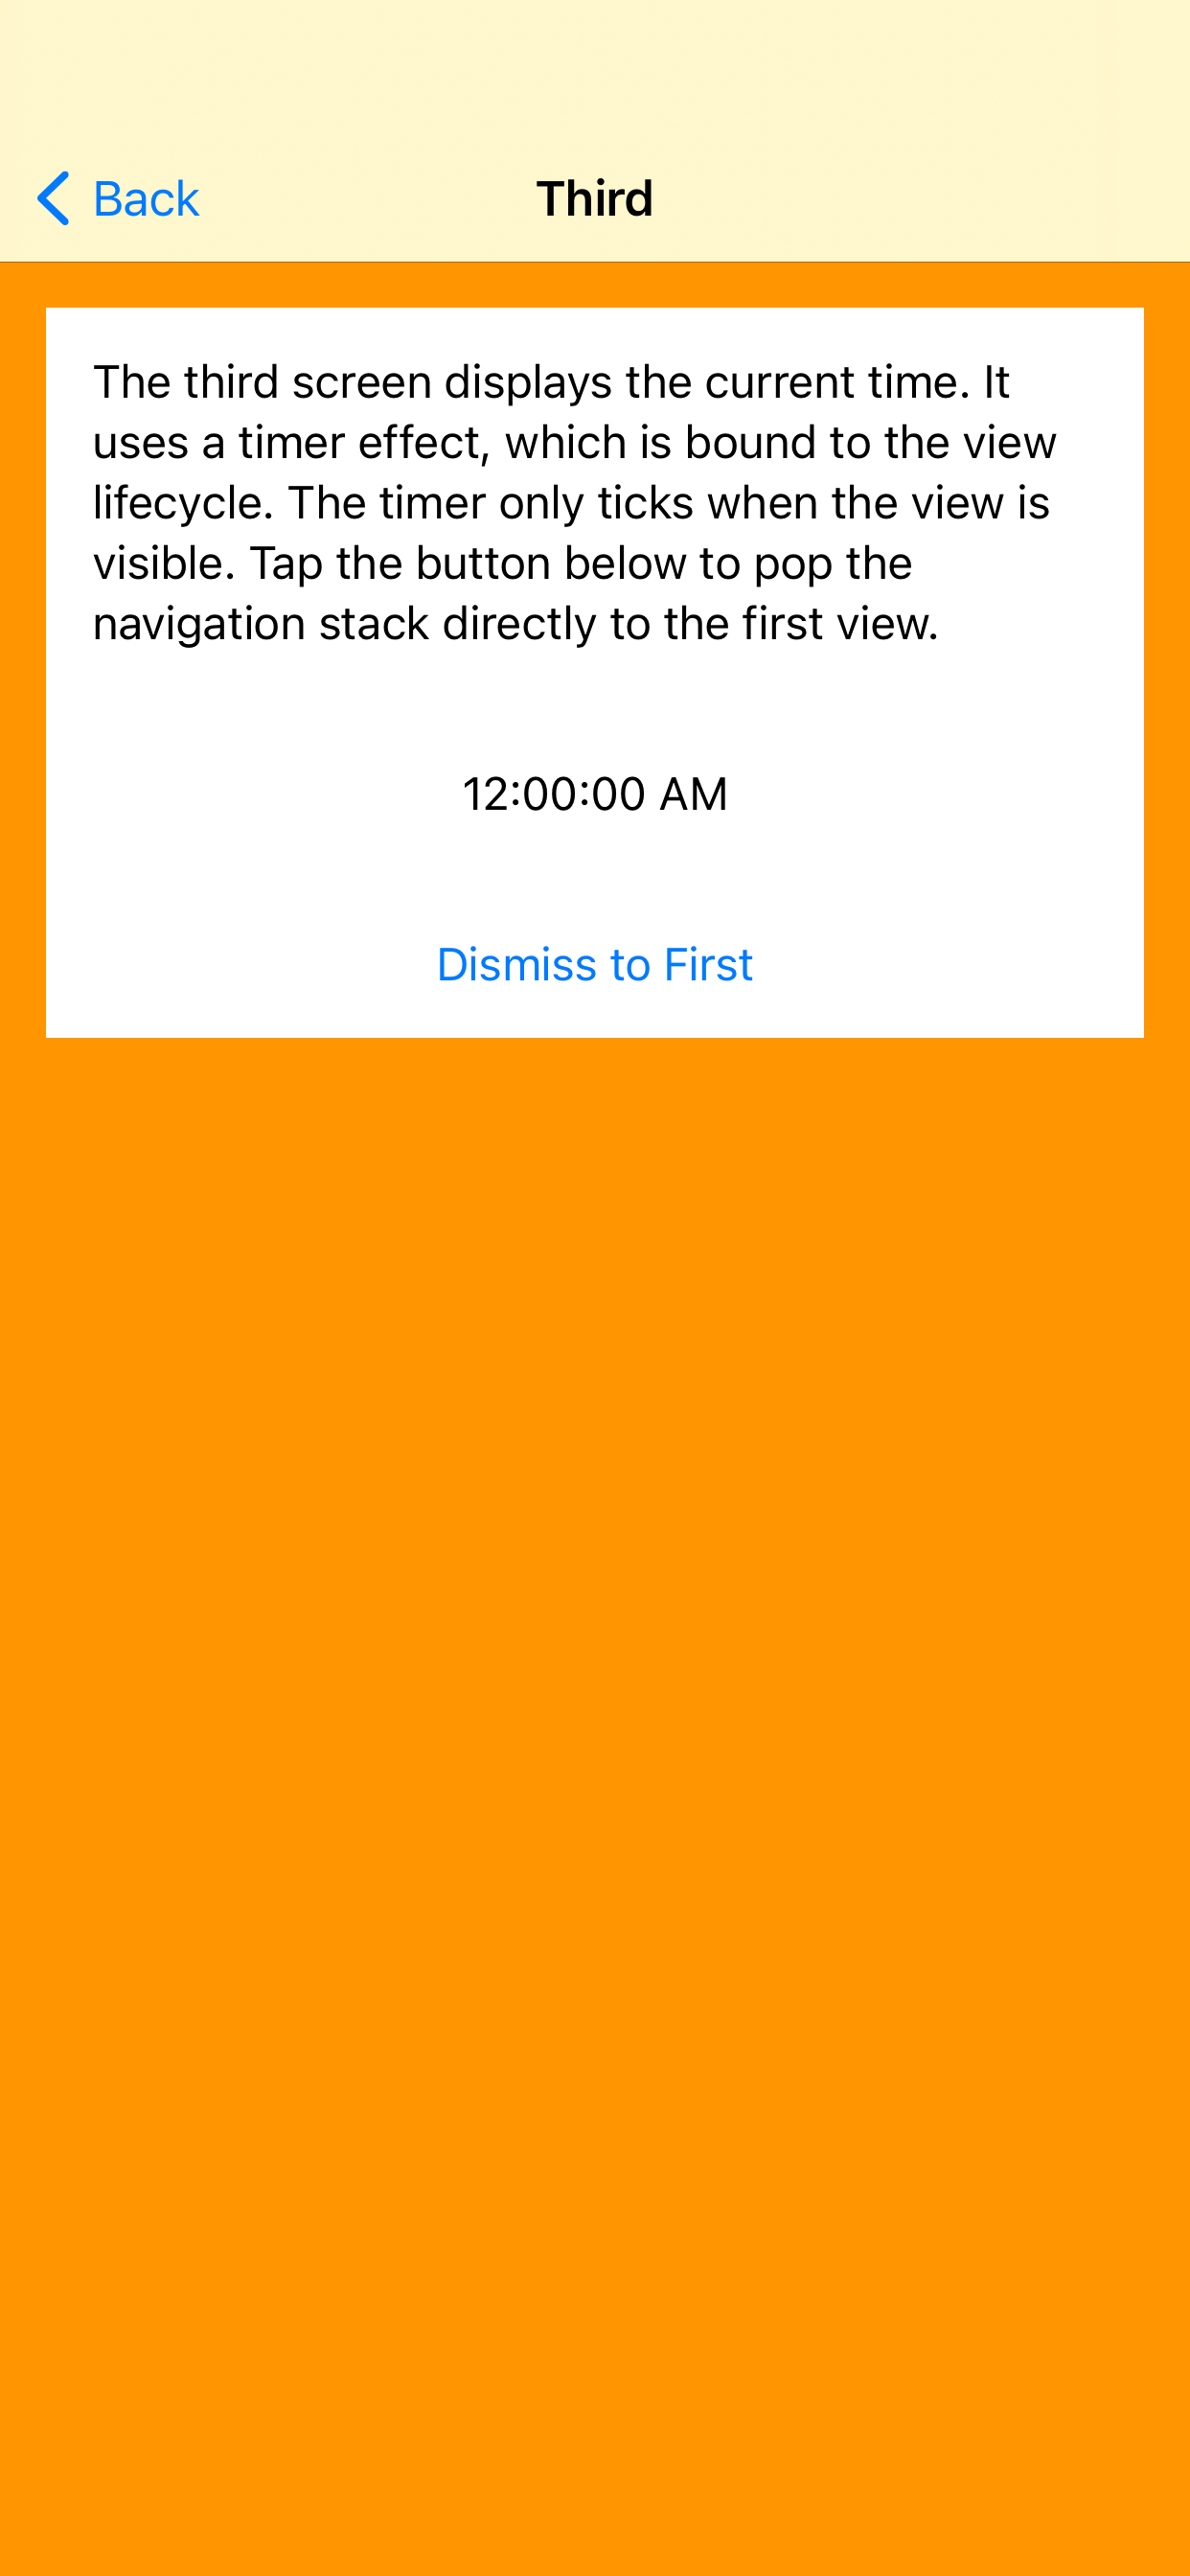 Back
Third
The third screen displays the current time. It
uses a timer effect, which is bound to the view
lifecycle. The timer only ticks when the view is
visible. Tap the button below to pop the
navigation stack directly to the first view.
12:00:00 AM
Dismiss to First